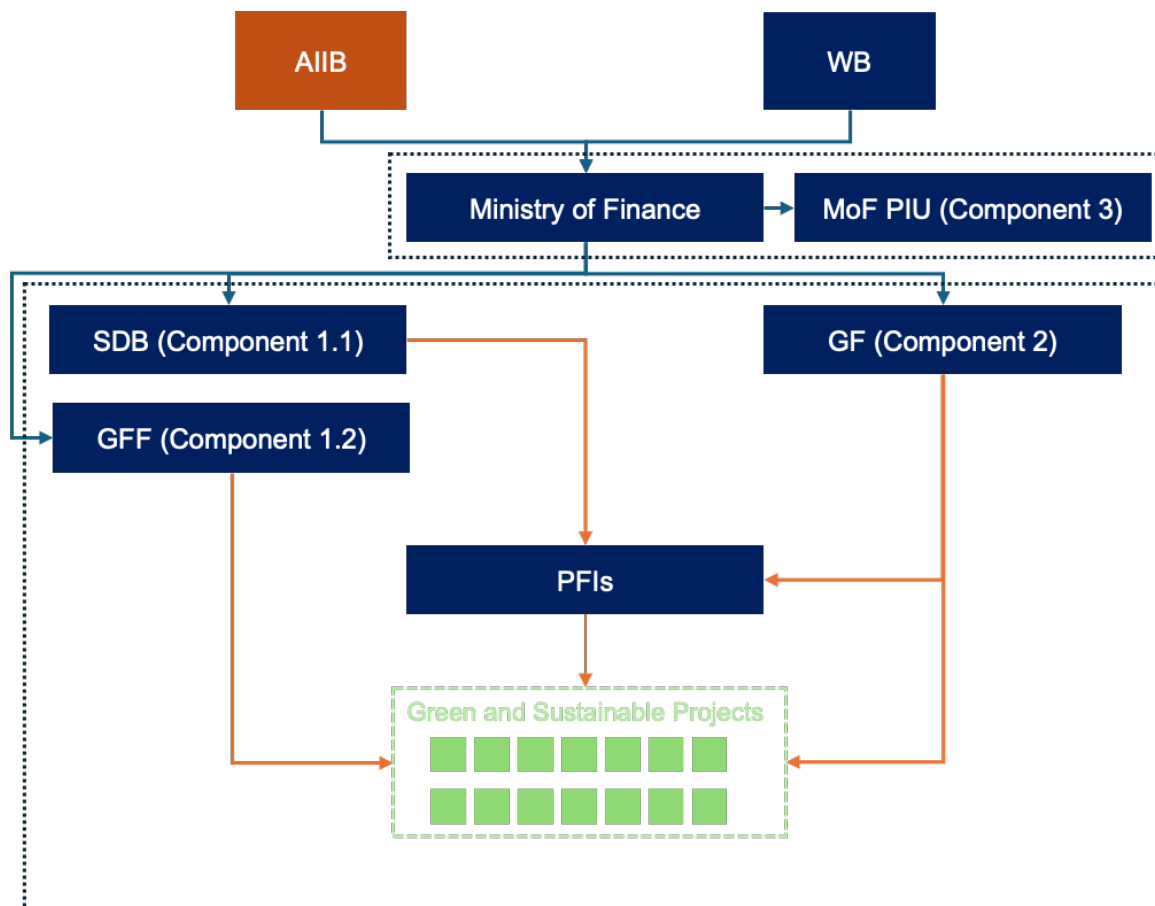 AIIB
WB
Ministry of Finance
MoF PIU (Component 3)
SDB (Component 1.1)
GF (Component 2)
GFF (Component 1.2)
PFIs
Green and Sustainable Projects